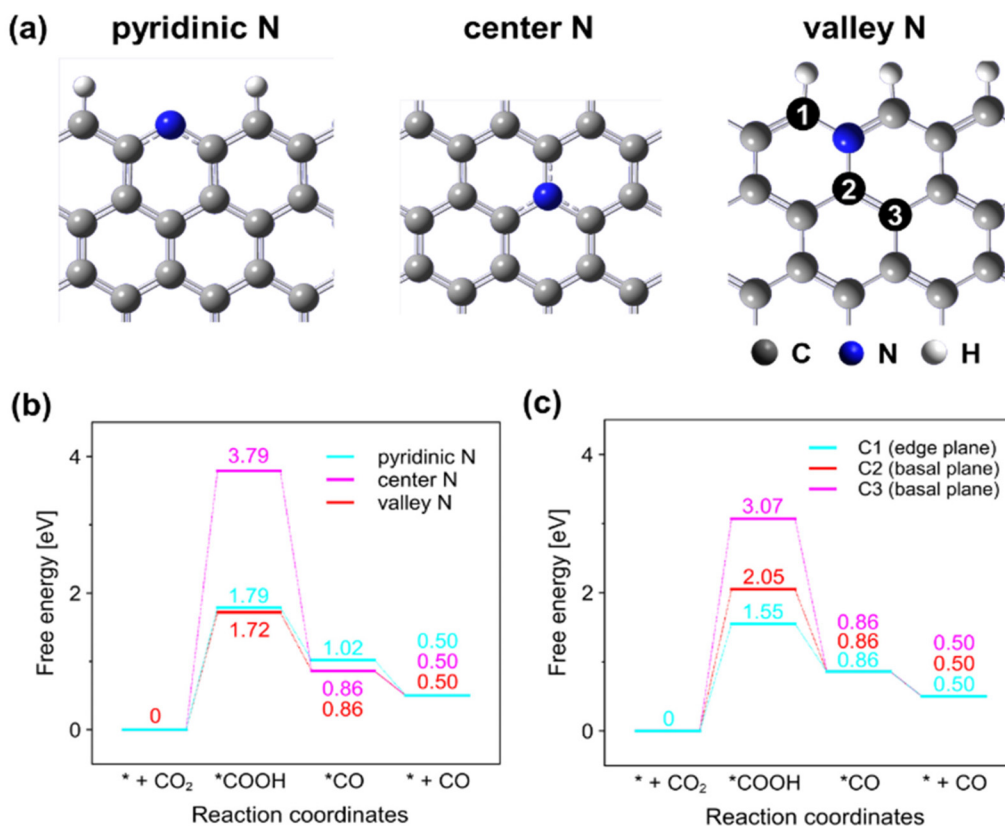 (a)
pyridinic N
center N
valley N
1
2
3
C
N
H
(b)
Free energy [eV]
4
2
0
3.79
1.79
1.72
1.02
0.86
0.86
0.50
0.50
0.50
0
pyridinic N
center N
valley N
* + CO₂
*COOH
*CO
* + CO
Reaction coordinates
(c)
Free energy [eV]
4
2
0
C1 (edge plane)
C2 (basal plane)
C3 (basal plane)
3.07
2.05
1.55
0.86
0.86
0.86
0.50
0.50
0.50
0
* + CO₂
*COOH
*CO
* + CO
Reaction coordinates